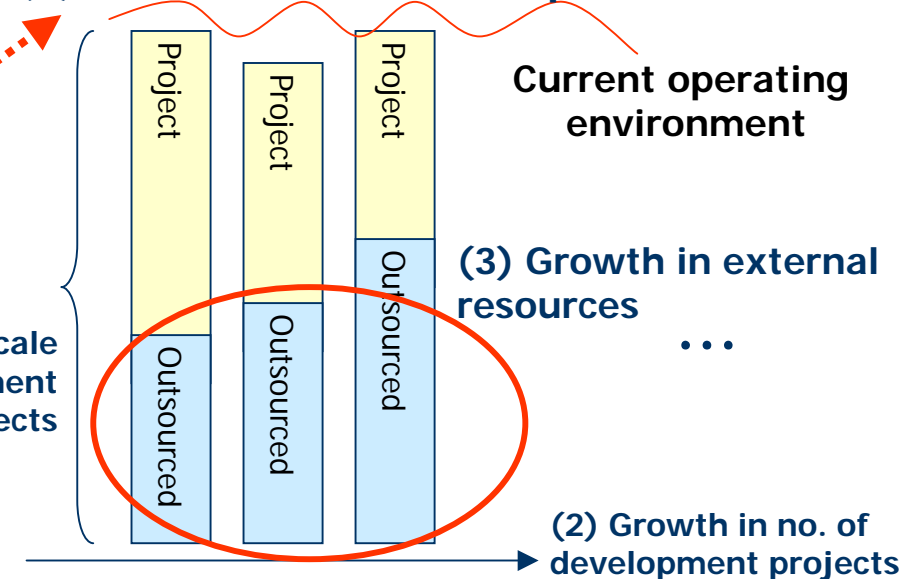 Project
Project
Project
Current operating
environment
(3) Growth in external
resources
...
Outsourced
Outsourced
Outsourced
cale
ment
ects
(2) Growth in no. of
development projects